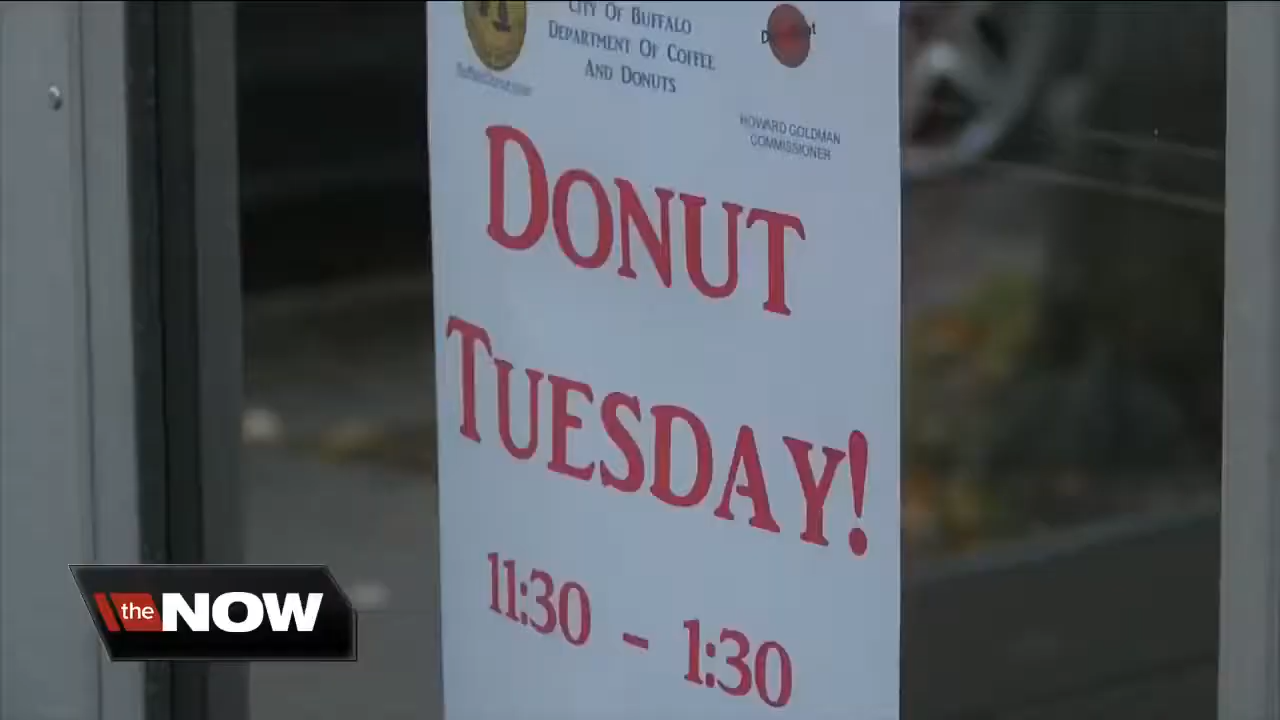 #1
CITY OF BUFFALO
DEPARTMENT OF COFFEE
AND DONUTS
HOWARD GOLDMAN
COMMISSIONER
DONUT
TUESDAY!
11:30 - 1:30
the NOW